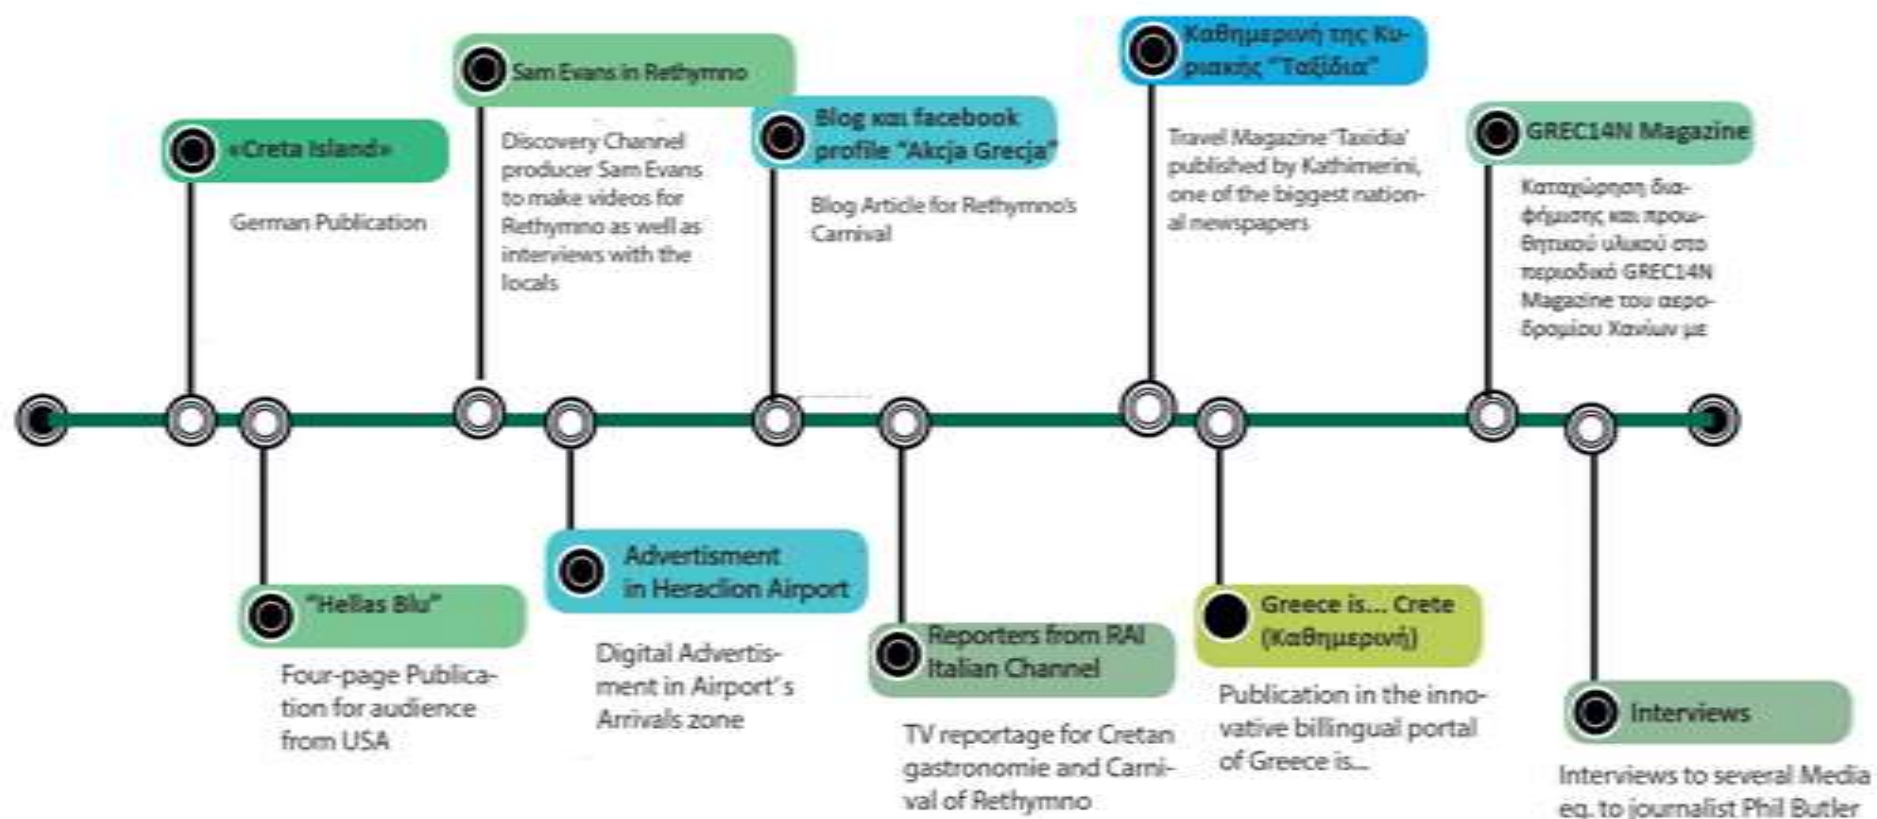 «Creta Island»
German Publication
Sam Evans in Rethymno
Discovery Channel
producer Sam Evans
to make videos for
Rethymno as well as
interviews with the
locals
Blog και facebook
profile "Akcja Grecja"
Blog Article for Rethymno's
Carnival
Καθημερινή της Κυ-
ριακής "Ταξίδια"
Travel Magazine 'Taxidia'
published by Kathimerini,
one of the biggest nation-
al newspapers
GREC14N Magazine
Καταχώρηση δια-
φήμισης και προω-
θητικού υλικού στο
περιοδικό GREC14N
Magazine του αερο-
δρομίου Χανίων με
"Hellas Blu"
Four-page Publica-
tion for audience
from USA
Advertisment
in Heraclion Airport
Digital Advertis-
ment in Airport´s
Arrivals zone
Reporters from RAI
Italian Channel
TV reportage for Cretan
gastronomie and Carni-
val of Rethymno
Greece is... Crete
(Καθημερινή)
Publication in the inno-
vative billingual portal
of Greece is...
Interviews
Interviews to several Media
eg. to journalist Phil Butler